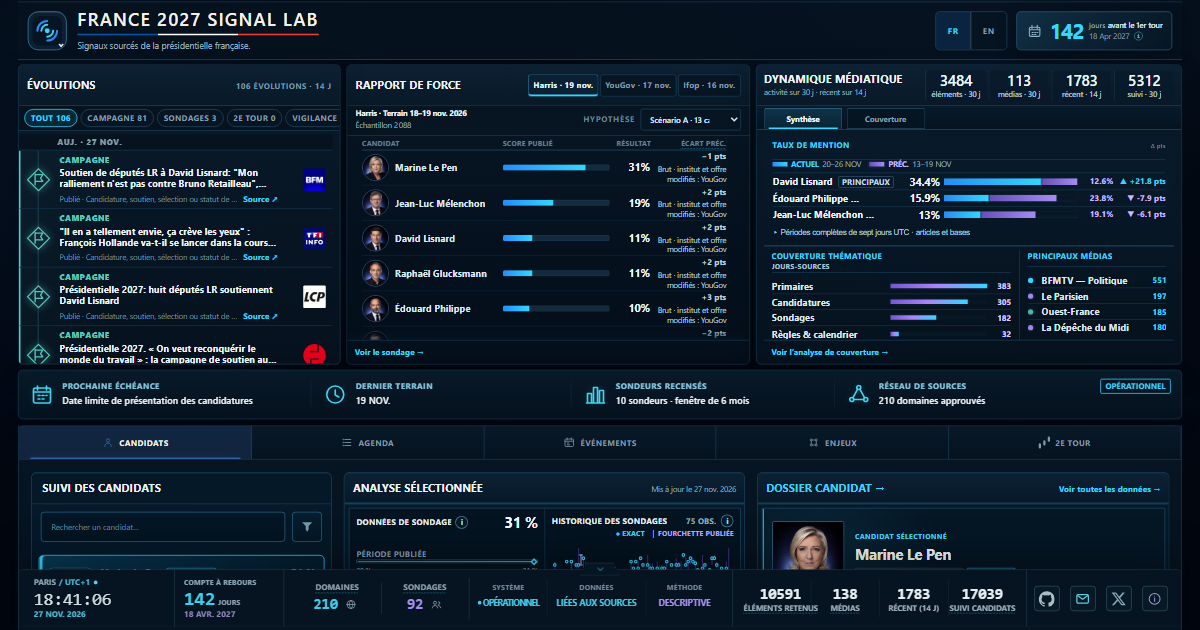 FRANCE 2027 SIGNAL LAB
Signaux sourcés de la présidentielle française.
FR
EN
142
jours avant le 1er tour
18 Apr 2027
ÉVOLUTIONS
106 ÉVOLUTIONS · 14 J
TOUT 106
CAMPAGNE 81
SONDAGES 3
2E TOUR 0
VIGILANCE
AUJ. · 27 NOV.
CAMPAGNE
Soutien de députés LR à David Lisnard: "Mon
ralliement n'est pas contre Bruno Retailleau",...
Publié · Candidature, soutien, sélection ou statut de ...
Source ↗
BFM
CAMPAGNE
"Il en a tellement envie, ça crève les yeux" :
François Hollande va-t-il se lancer dans la cours...
Publié · Candidature, soutien, sélection ou statut de ...
Source ↗
TF1
INFO
CAMPAGNE
Présidentielle 2027: huit députés LR soutiennent
David Lisnard
Publié · Candidature, soutien, sélection ou statut de ...
Source ↗
LCP
CAMPAGNE
Présidentielle 2027. « On veut reconquérir le
monde du travail » : la campagne de soutien au...
RAPPORT DE FORCE
Harris · 19 nov.
YouGov · 17 nov.
Ifop · 16 nov.
Harris · Terrain 18–19 nov. 2026
Échantillon 2088
HYPOTHÈSE
Scénario A · 13 c
CANDIDAT
SCORE PUBLIÉ
RÉSULTAT
ÉCART PRÉC.
Marine Le Pen
31%
−1 pts
Brut · institut et offre
modifiés : YouGov
Jean-Luc Mélenchon
19%
+2 pts
Brut · institut et offre
modifiés : YouGov
David Lisnard
11%
+2 pts
Brut · institut et offre
modifiés : YouGov
Raphaël Glucksmann
11%
+2 pts
Brut · institut et offre
modifiés : YouGov
Édouard Philippe
10%
+3 pts
Brut · institut et offre
modifiés : YouGov
−2 pts
Voir le sondage →
DYNAMIQUE MÉDIATIQUE
activité sur 30 j · récent sur 14 j
3484
éléments · 30 j
113
médias · 30 j
1783
récent · 14 j
5312
suivi · 30 j
Synthèse
Couverture
TAUX DE MENTION
Δ pts
ACTUEL 20–26 NOV
PRÉC. 13–19 NOV
David Lisnard PRINCIPAUX 34.4% 12.6% ▲ +21.8 pts
Édouard Philippe ... 15.9% 23.8% ▼ -7.9 pts
Jean-Luc Mélenchon ... 13% 19.1% ▼ -6.1 pts
• Périodes complètes de sept jours UTC · articles et bases
COUVERTURE THÉMATIQUE
JOURS-SOURCES
Primaires 383
Candidatures 305
Sondages 182
Règles & calendrier 32
PRINCIPAUX MÉDIAS
BFMTV — Politique 551
Le Parisien 197
Ouest-France 185
La Dépêche du Midi 180
Voir l'analyse de couverture →
PROCHAINE ÉCHÉANCE
Date limite de présentation des candidatures
DERNIER TERRAIN
19 NOV.
SONDEURS RECENSÉS
10 sondeurs · fenêtre de 6 mois
RÉSEAU DE SOURCES
210 domaines approuvés
OPÉRATIONNEL
CANDIDATS
AGENDA
ÉVÉNEMENTS
ENJEUX
2E TOUR
SUIVI DES CANDIDATS
Rechercher un candidat...
ANALYSE SÉLECTIONNÉE
Mis à jour le 27 nov. 2026
DONNÉES DE SONDAGE
31 %
PÉRIODE PUBLIÉE
HISTORIQUE DES SONDAGES
75 OBS.
• EXACT
FOURCHETTE PUBLIÉE
DOSSIER CANDIDAT →
Voir toutes les données →
CANDIDAT SÉLECTIONNÉ
Marine Le Pen
PARIS / UTC+1 •
18:41:06
27 NOV. 2026
COMPTE À REBOURS
142 JOURS
18 AVR. 2027
DOMAINES
210
SONDAGES
92
SYSTÈME
• OPÉRATIONNEL
DONNÉES
LIÉES AUX SOURCES
MÉTHODE
DESCRIPTIVE
10591
ÉLÉMENTS RETENUS
138
MÉDIAS
1783
RÉCENT (14 J)
17039
SUIVI CANDIDATS